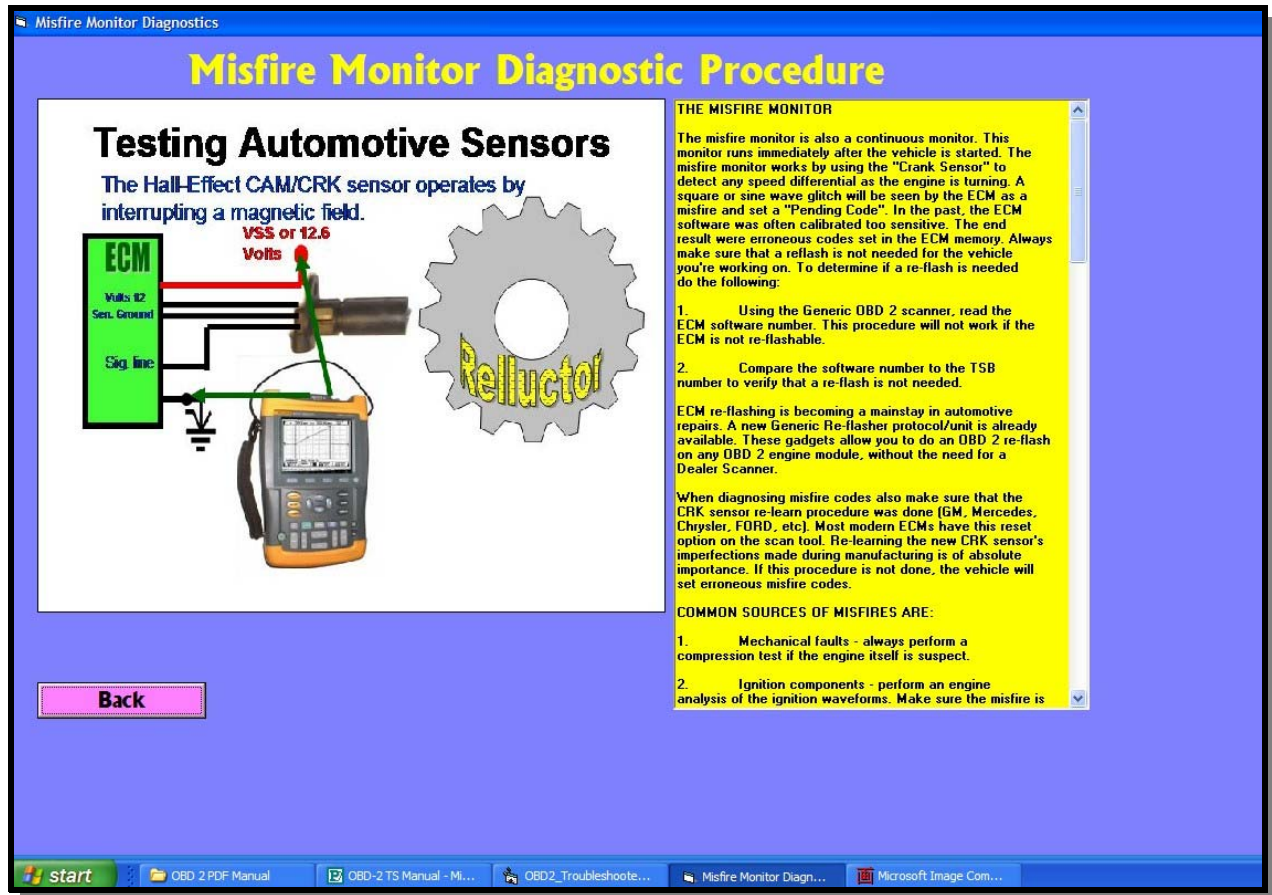 Misfire Monitor Diagnostics
Misfire Monitor Diagnostic Procedure
Testing Automotive Sensors
The Hall-Effect CAM/CRK sensor operates by
interrupting a magnetic field.
VSS or 12.6
Volts
ECM
Volts 12
Sen. Ground
Sig. line
Relluctor
THE MISFIRE MONITOR
The misfire monitor is also a continuous monitor. This
monitor runs immediately after the vehicle is started. The
misfire monitor works by using the "Crank Sensor" to
detect any speed differential as the engine is turning. A
square or sine wave glitch will be seen by the ECM as a
misfire and set a "Pending Code". In the past, the ECM
software was often calibrated too sensitive. The end
result were erroneous codes set in the ECM memory. Always
make sure that a reflash is not needed for the vehicle
you're working on. To determine if a re-flash is needed
do the following:
1. Using the Generic OBD 2 scanner, read the
ECM software number. This procedure will not work if the
ECM is not re-flashable.
2. Compare the software number to the TSB
number to verify that a re-flash is not needed.
ECM re-flashing is becoming a mainstay in automotive
repairs. A new Generic Re-flasher protocol/unit is already
available. These gadgets allow you to do an OBD 2 re-flash
on any OBD 2 engine module, without the need for a
Dealer Scanner.
When diagnosing misfire codes also make sure that the
CRK sensor re-learn procedure was done (GM, Mercedes,
Chrysler, FORD, etc). Most modern ECMs have this reset
option on the scan tool. Re-learning the new CRK sensor's
imperfections made during manufacturing is of absolute
importance. If this procedure is not done, the vehicle will
set erroneous misfire codes.
COMMON SOURCES OF MISFIRES ARE:
1. Mechanical faults - always perform a
compression test if the engine itself is suspect.
2. Ignition components - perform an engine
analysis of the ignition waveforms. Make sure the misfire is
Back
start
OBD 2 PDF Manual
OBD-2 TS Manual - Mi...
OBD2_Troubleshoote...
Misfire Monitor Diagn...
Microsoft Image Com...